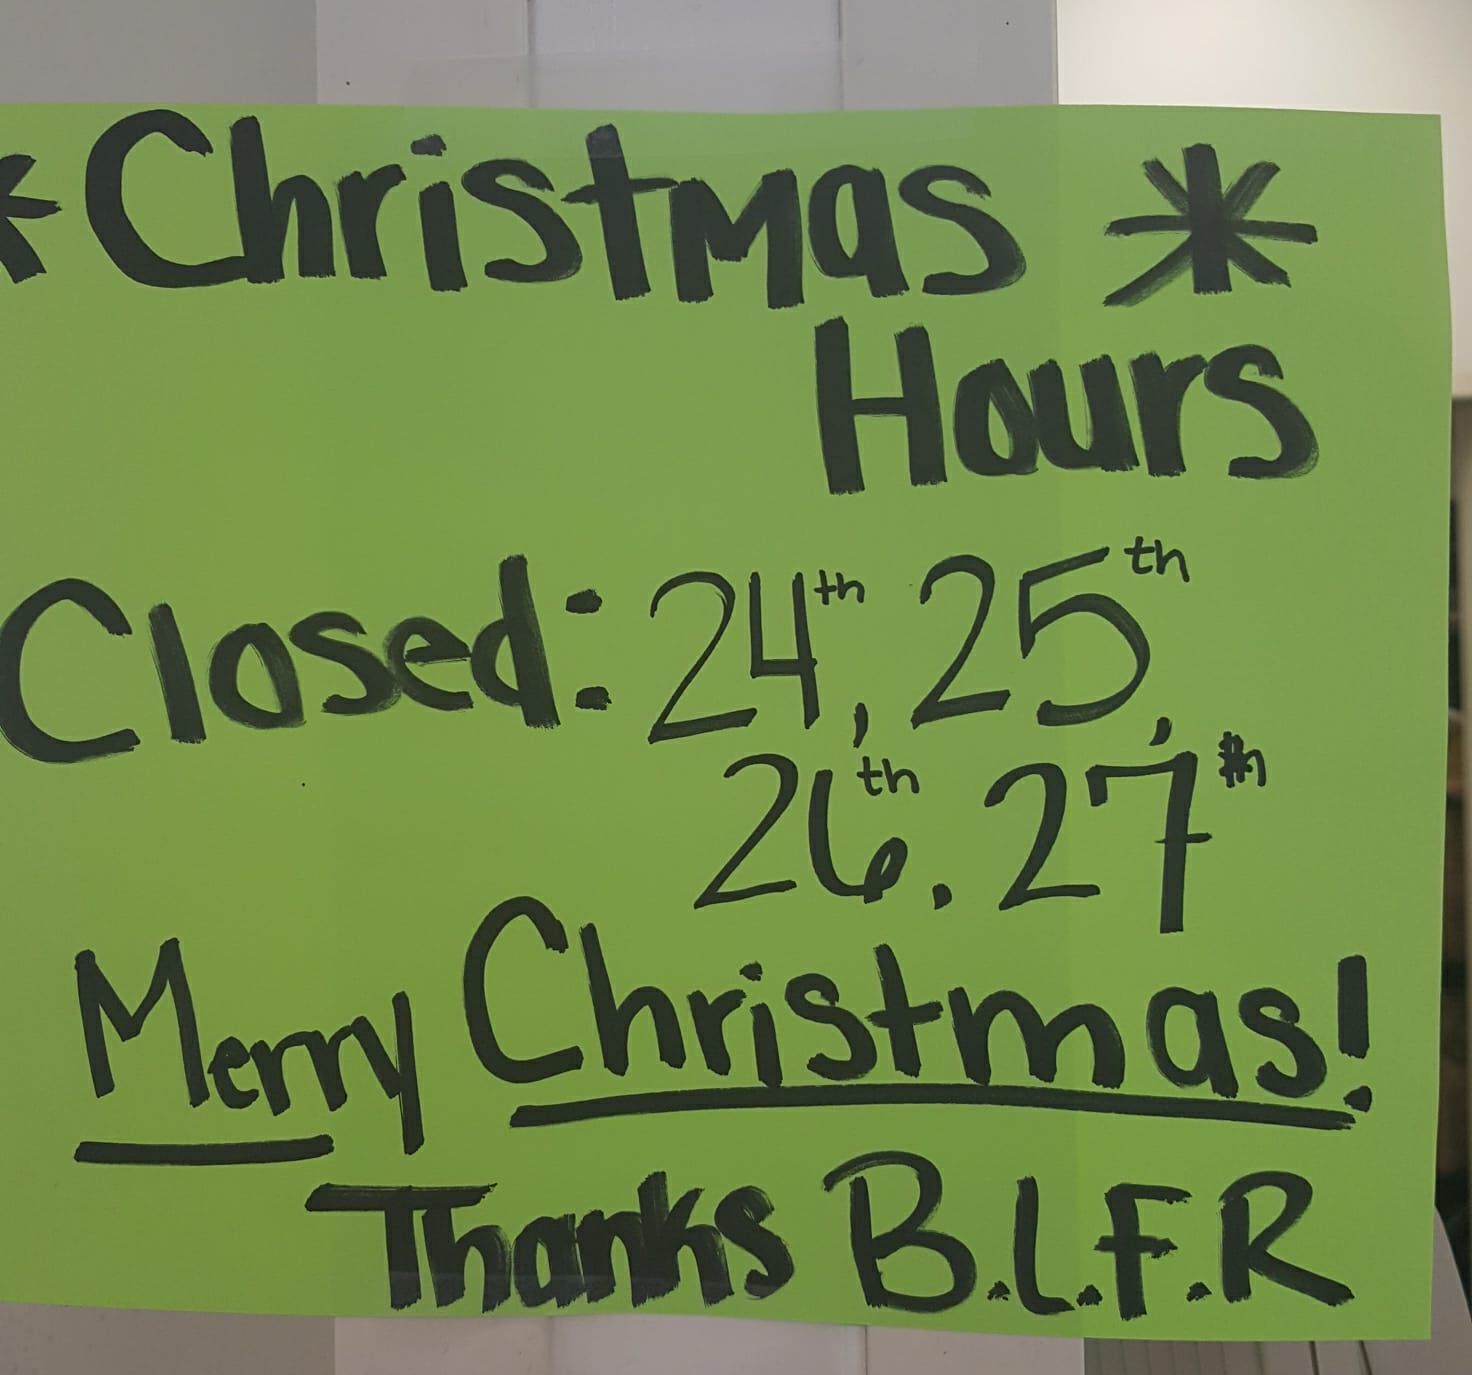 *Christmas *
Hours
Closed: 24th, 25th,
26th. 27th
Merry Christmas!
Thanks B.L.F.R